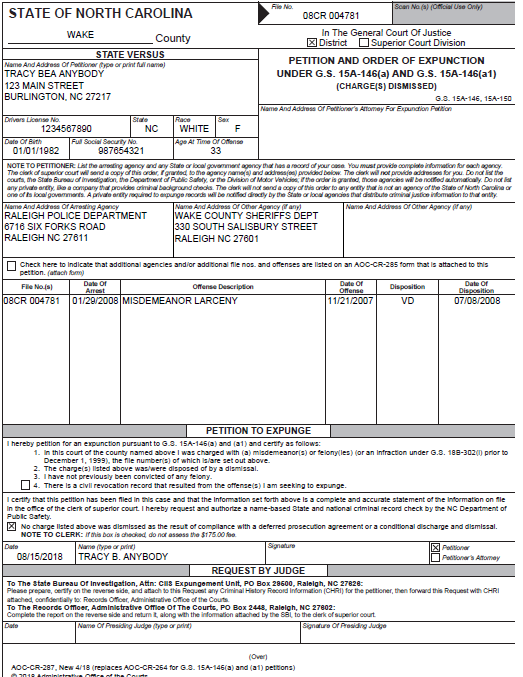 STATE OF NORTH CAROLINA
File No.
08CR 004781
Scan No.(s) (Official Use Only)
WAKE
County
In The General Court Of Justice
District Superior Court Division
STATE VERSUS
Name And Address Of Petitioner (type or print full name)
TRACY BEA ANYBODY
123 MAIN STREET
BURLINGTON, NC 27217
PETITION AND ORDER OF EXPUNCTION
UNDER G.S. 15A-146(a) AND G.S. 15A-146(a1)
(CHARGE(S) DISMISSED)
G.S. 15A-146, 15A-150
Name And Address Of Petitioner's Attorney For Expunction Petition
Drivers License No. State Race Sex
1234567890 NC WHITE F
Date Of Birth Full Social Security No. Age At Time Of Offense
01/01/1982 987654321 33
NOTE TO PETITIONER: List the arresting agency and any State or local government agency that has a record of your case. You must provide complete information for each agency.
The clerk of superior court will send a copy of this order, if granted, to the agency name(s) and address(es) provided below. The clerk will not provide addresses for you. Do not list the
courts, the State Bureau of Investigation, the Department of Public Safety, or the Division of Motor Vehicles; if the order is granted, those agencies will be notified automatically. Do not list
any private entity, like a company that provides criminal background checks. The clerk will not send a copy of this order to any entity that is not an agency of the State of North Carolina or
one of its local governments. A private entity required to expunge records will be notified directly by the State or local agencies that distribute criminal justice information to that entity.
Name And Address Of Arresting Agency
RALEIGH POLICE DEPARTMENT
6716 SIX FORKS ROAD
RALEIGH NC 27611
Name And Address Of Other Agency (if any)
WAKE COUNTY SHERIFFS DEPT
330 SOUTH SALISBURY STREET
RALEIGH NC 27601
Name And Address Of Other Agency (if any)
Check here to indicate that additional agencies and/or additional file nos. and offenses are listed on an AOC-CR-285 form that is attached to this
petition. (attach form)
File No.(s) Date Of Arrest Offense Description Date Of Offense Disposition Date Of Disposition
08CR 004781 01/29/2008 MISDEMEANOR LARCENY 11/21/2007 VD 07/08/2008
PETITION TO EXPUNGE
I hereby petition for an expunction pursuant to G.S. 15A-146(a) and (a1) and certify as follows:
1. In this court of the county named above I was charged with (a) misdemeanor(s) or felony(ies) (or an infraction under G.S. 18B-302(i) prior to
December 1, 1999), the file number(s) of which is/are set out above.
2. The charge(s) listed above was/were disposed of by a dismissal.
3. I have not previously been convicted of any felony.
4. There is a civil revocation record that resulted from the offense(s) I am seeking to expunge.
I certify that this petition has been filed in this case and that the information set forth above is a complete and accurate statement of the information on file
in the office of the clerk of superior court. I hereby request and authorize a name-based State and national criminal record check by the NC Department of
Public Safety.
No charge listed above was dismissed as the result of compliance with a deferred prosecution agreement or a conditional discharge and dismissal.
NOTE TO CLERK: If this box is checked, do not assess the $175.00 fee.
Date Name (type or print) Signature
08/15/2018 TRACY B. ANYBODY
Petitioner
Petitioner's Attorney
REQUEST BY JUDGE
To The State Bureau Of Investigation, Attn: CIIS Expungement Unit, PO Box 29500, Raleigh, NC 27626:
Please prepare, certify on the reverse side, and attach to this Request any Criminal History Record Information (CHRI) for the petitioner, then forward this Request with CHRI
attached, confidentially to: Records Officer, Administrative Office of the Courts.
To The Records Officer, Administrative Office Of The Courts, PO Box 2448, Raleigh, NC 27602:
Complete the report on the reverse side and return it, along with the information attached by the SBI, to the clerk of superior court.
Date Name Of Presiding Judge (type or print) Signature Of Presiding Judge
(Over)
AOC-CR-287, New 4/18 (replaces AOC-CR-264 for G.S. 15A-146(a) and (a1) petitions)
© 2018 Administrative Office of the Courts